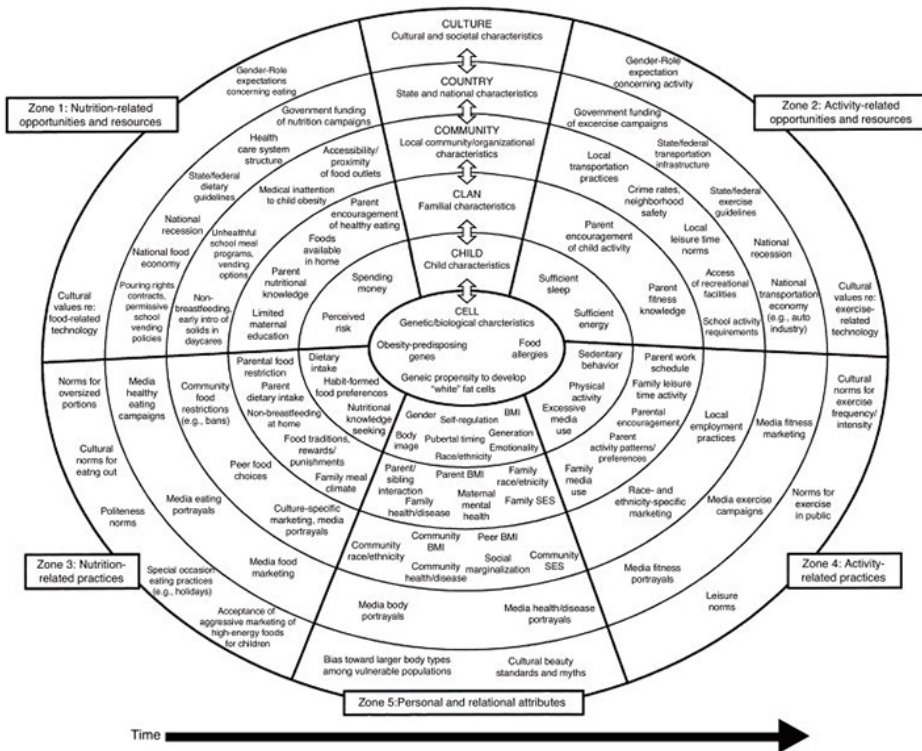 CULTURE
Cultural and societal characteristics
COUNTRY
State and national characteristics
COMMUNITY
Local community/organizational
characteristics
CLAN
Familial characteristics
CHILD
Child characteristics
CELL
Genetic/biological charcteristics
Obesity-predisposing
genes
Food
allergies
Geneic propensity to develop
"white" fat cells
Zone 1: Nutrition-related
opportunities and resources
Gender-Role
expectations
concerning eating
Government funding
of nutrition campaigns
Health
care system
structure
Accessibility/
proximity
of food outlets
State/federal
dietary
guidelines
Medical inattention
to child obesity
Parent
encouragement
of healthy eating
National
recession
Unhealthful
school meal
programs,
vending
options
Foods
available
in home
National food
economy
Parent
nutritional
knowledge
Spending
money
Cultural
values re:
food-related
technology
Pouring rights
contracts,
permissive
school
vending
policies
Non-
breastfeeding,
early intro of
solids in
daycares
Limited
maternal
education
Perceived
risk
Zone 2: Activity-related
opportunities and resources
Gender-Role
expectation
concerning activity
Government funding
of excercise campaigns
State/federal
transportation
infrastructure
Local
transportation
practices
Crime rates,
neighborhood
safety
State/federal
exercise
guidelines
Parent
encouragement
of child activity
Local
leisure time
norms
National
recession
Sufficient
sleep
Parent
fitness
knowledge
Access
of recreational
facilities
National
transportation
economy
(e.g., auto
industry)
Cultural
values re:
exercise-
related
technology
Sufficient
energy
School activity
requirements
Norms for
oversized
portions
Media
healthy
eating
campaigns
Community
food
restrictions
(e.g., bans)
Parental food
restriction
Dietary
intake
Parent
dietary intake
Habit-formed
food preferences
Non-breastfeeding
at home
Nutritional
knowledge
seeking
Cultural
norms for
eatng out
Food traditions,
rewards/
punishments
Peer food
choices
Family meal
climate
Politeness
norms
Media eating
portrayals
Culture-specific
marketing, media
portrayals
Zone 3: Nutrition-
related practices
Special occasion
eating practices
(e.g., holidays)
Media food
marketing
Acceptance of
aggressive marketing of
high-energy foods
for children
Sedentary
behavior
Parent work
schedule
Physical
activity
Family leisure
time activity
Cultural
norms for
exercise
frequency/
intensity
Excessive
media
use
Parental
encouragement
Local
employment
practices
Media fitness
marketing
Parent
activity patterns/
preferences
Family
media
use
Race- and
ethnicity-specific
marketing
Media exercise
campaigns
Norms for
exercise
in public
Zone 4: Activity-
related practices
Media fitness
portrayals
Leisure
norms
Gender
Self-regulation
BMI
Body
image
Pubertal timing
Generation
Emotionality
Race/ethnicity
Parent/
sibling
interaction
Parent BMI
Family
race/etnicity
Family
health/disease
Maternal
mental
health
Family SES
Community
race/ethnicity
Community
BMI
Peer BMI
Community
health/disease
Social
marginalization
Community
SES
Media body
portrayals
Media health/disease
portrayals
Bias toward larger body types
among vulnerable populations
Cultural beauty
standards and myths
Zone 5:Personal and relational attributes
Time